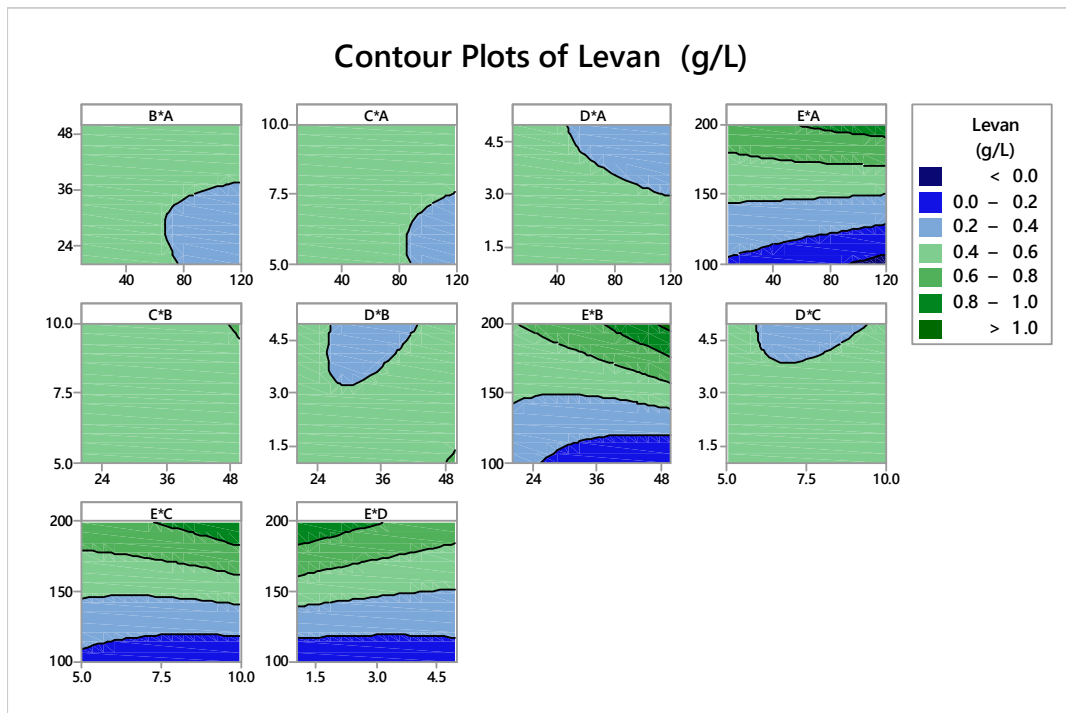 Contour Plots of Levan (g/L)
B*A
48
36
24
40 80 120
C*A
10.0
7.5
5.0
40 80 120
D*A
4.5
3.0
1.5
40 80 120
E*A
200
150
100
40 80 120
Levan
(g/L)
< 0.0
0.0 – 0.2
0.2 – 0.4
0.4 – 0.6
0.6 – 0.8
0.8 – 1.0
> 1.0
C*B
10.0
7.5
5.0
24 36 48
D*B
4.5
3.0
1.5
24 36 48
E*B
200
150
100
24 36 48
D*C
4.5
3.0
1.5
5.0 7.5 10.0
E*C
200
150
100
5.0 7.5 10.0
E*D
200
150
100
1.5 3.0 4.5